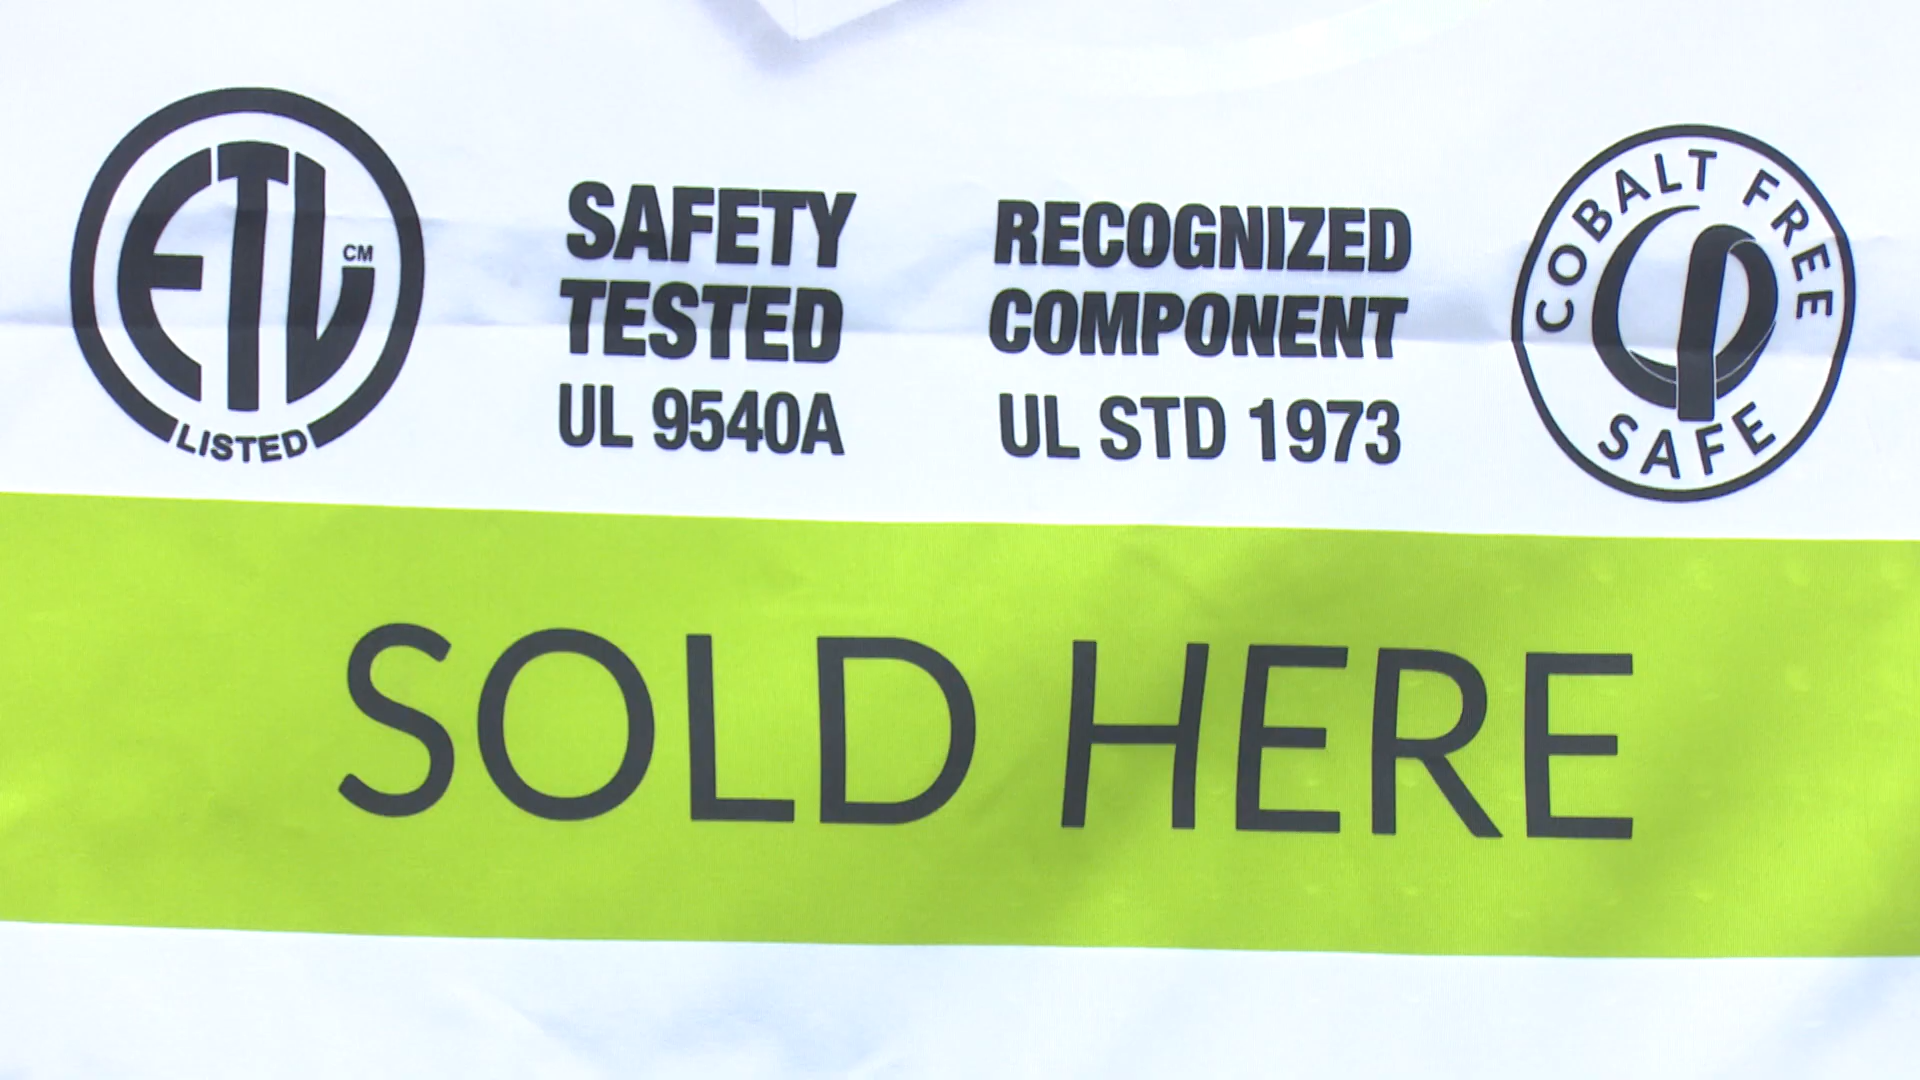 ETL CM
LISTED
SAFETY
TESTED
UL 9540A
RECOGNIZED
COMPONENT
UL STD 1973
COBALT FREE
SAFE
SOLD HERE